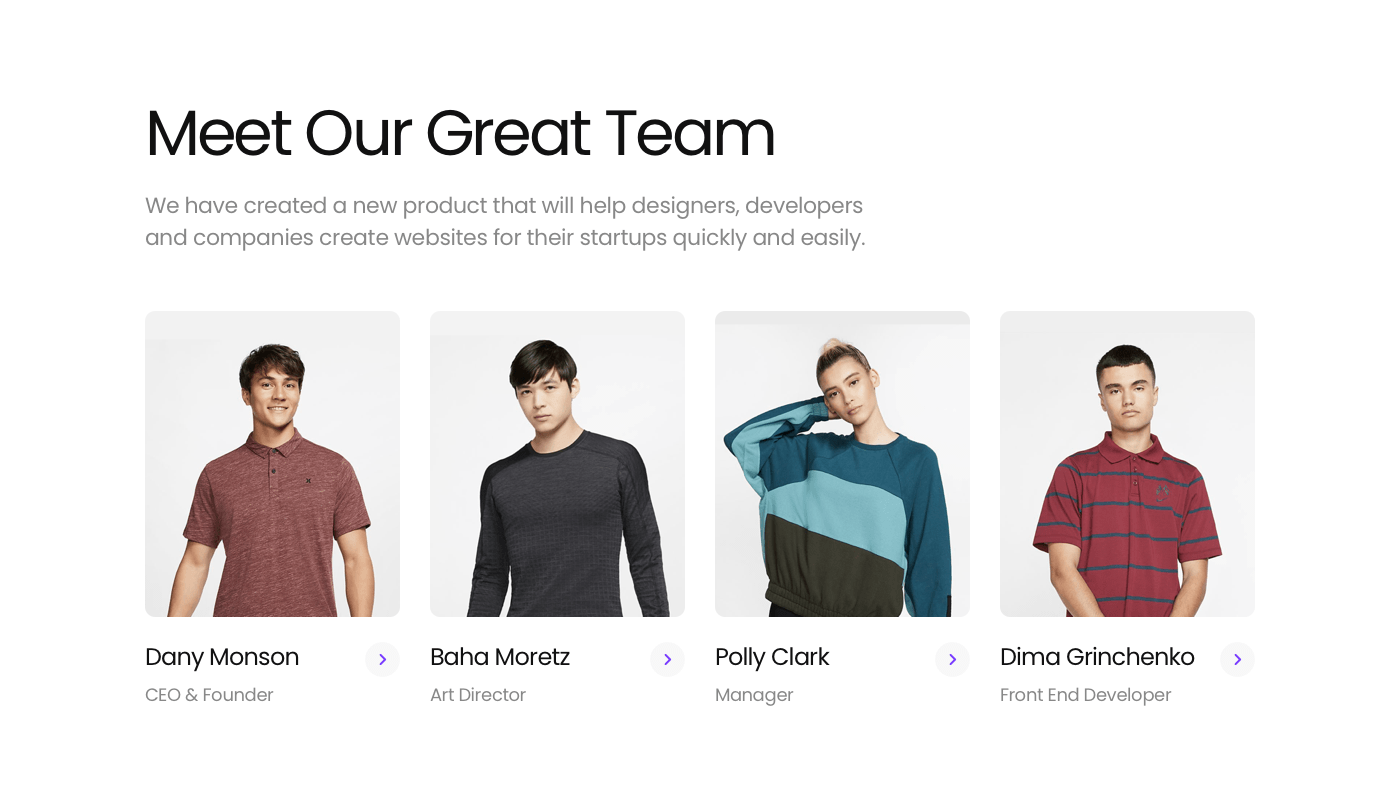 Meet Our Great Team
We have created a new product that will help designers, developers
and companies create websites for their startups quickly and easily.
Dany Monson
Baha Moretz
Polly Clark
Dima Grinchenko
CEO & Founder
Art Director
Manager
Front End Developer